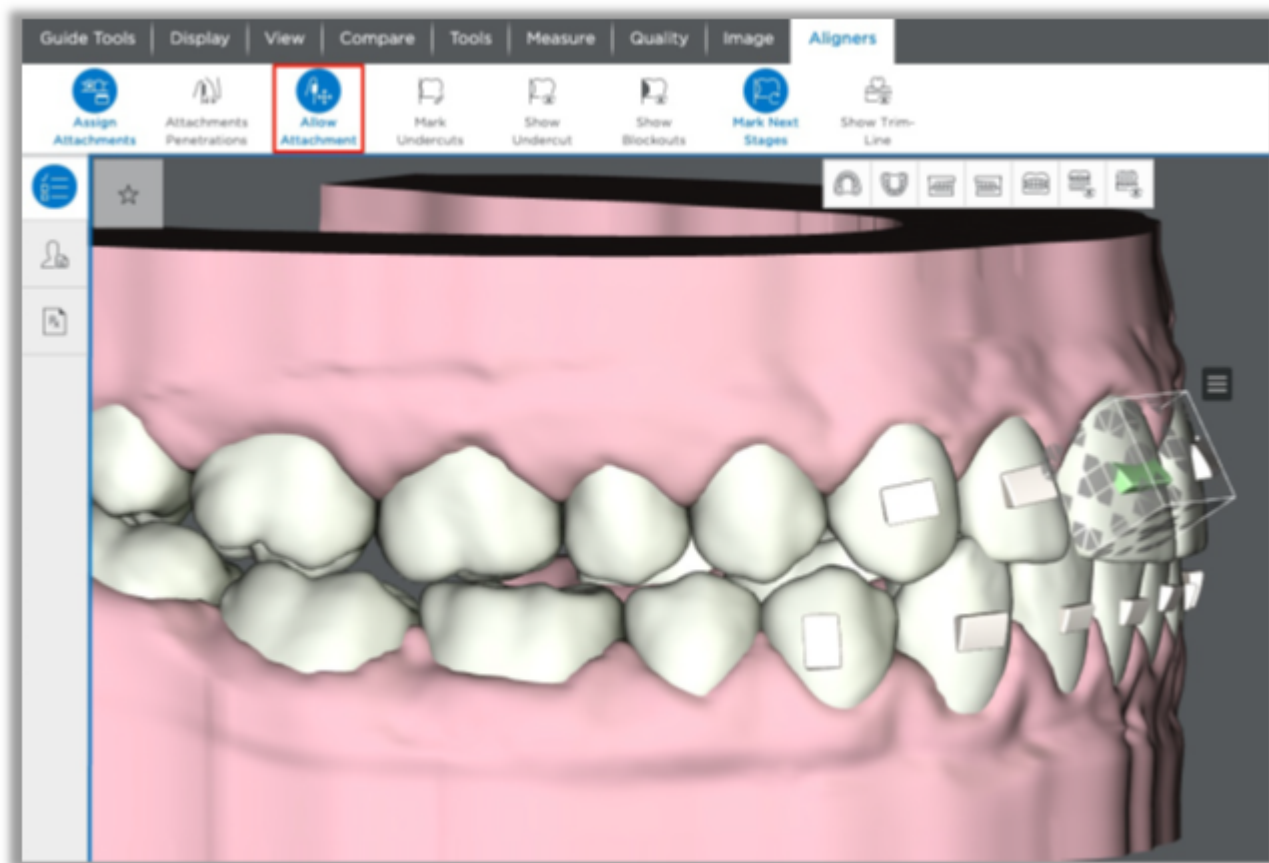 Guide Tools Display View Compare Tools Measure Quality Image Aligners
Assign Attachments Allow Mark Show Show Mark Next Show Trim-
Attachments Penetrations Attachment Undercuts Undercut Blockouts Stages Line